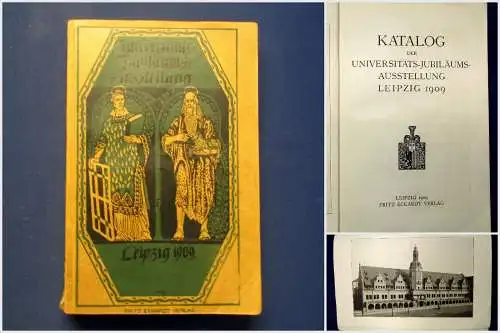 Universitäts-
Jubiläums-
Ausstellung
Leipzig 1909
FRITZ ECKARDT VERLAG
KATALOG
DER
UNIVERSITÄTS-JUBILÄUMS-
AUSSTELLUNG
LEIPZIG 1909
LEIPZIG 1909
FRITZ ECKARDT VERLAG